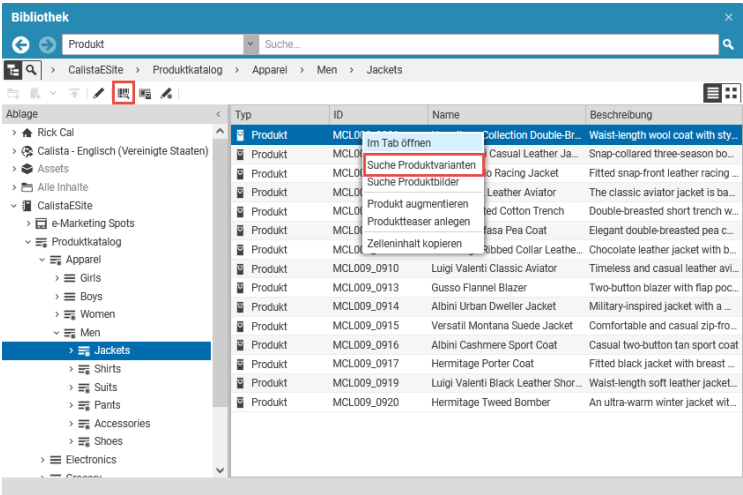 Bibliothek
Produkt
Suche...
CalistaESite > Produktkatalog > Apparel > Men > Jackets
Ablage
Rick Cal
Calista - Englisch (Vereinigte Staaten)
Assets
Alle Inhalte
CalistaESite
e-Marketing Spots
Produktkatalog
Apparel
Girls
Boys
Women
Men
Jackets
Shirts
Suits
Pants
Accessories
Shoes
Electronics
Typ ID Name Beschreibung
Produkt Collection Double-Br... Waist-length wool coat with sty...
Produkt Casual Leather Ja... Snap-collared three-season bo...
Produkt Racing Jacket Fitted snap-front leather racing ...
Produkt Leather Aviator The classic aviator jacket is ba...
Produkt Cotton Trench Double-breasted short trench w...
Produkt Pea Coat Elegant double-breasted pea c...
Produkt Ribbed Collar Leathe... Chocolate leather jacket with b...
Produkt MCL009_0910 Luigi Valenti Classic Aviator Timeless and casual leather avi...
Produkt MCL009_0913 Gusso Flannel Blazer Two-button blazer with flap poc...
Produkt MCL009_0914 Albini Urban Dweller Jacket Military-inspired jacket with a ...
Produkt MCL009_0915 Versatil Montana Suede Jacket Comfortable and casual zip-fro...
Produkt MCL009_0916 Albini Cashmere Sport Coat Casual two-button tan sport coat
Produkt MCL009_0917 Hermitage Porter Coat Fitted black jacket with breast ...
Produkt MCL009_0919 Luigi Valenti Black Leather Shor... Waist-length soft leather jacket...
Produkt MCL009_0920 Hermitage Tweed Bomber An ultra-warm winter jacket wit...
Im Tab öffnen
Suche Produktvarianten
Suche Produktbilder
Produkt augmentieren
Produktteaser anlegen
Zelleninhalt kopieren